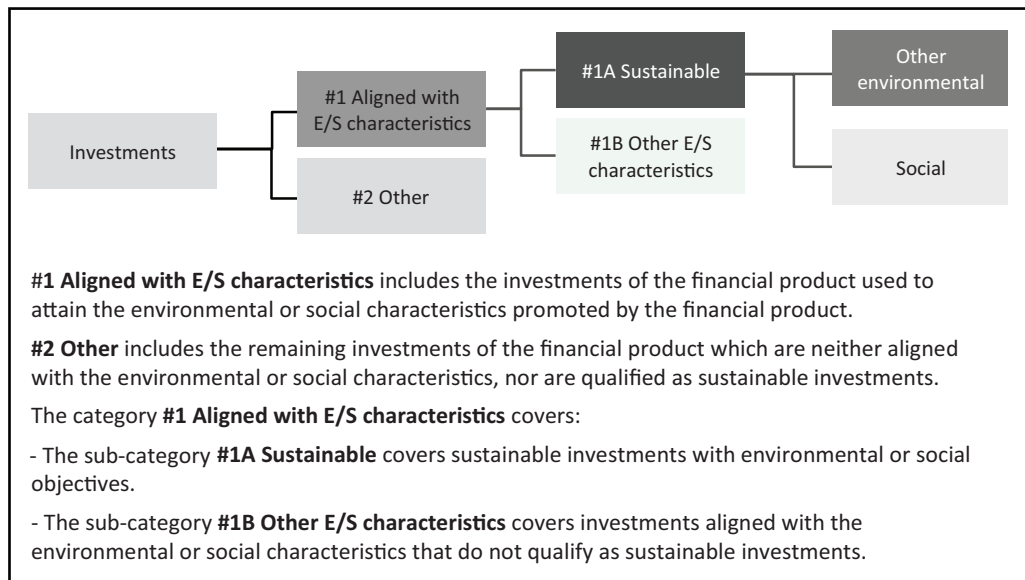 Investments
#1 Aligned with
E/S characteristics
#2 Other
#1A Sustainable
#1B Other E/S
characteristics
Other
environmental
Social
#1 Aligned with E/S characteristics includes the investments of the financial product used to
attain the environmental or social characteristics promoted by the financial product.
#2 Other includes the remaining investments of the financial product which are neither aligned
with the environmental or social characteristics, nor are qualified as sustainable investments.
The category #1 Aligned with E/S characteristics covers:
- The sub-category #1A Sustainable covers sustainable investments with environmental or social
objectives.
- The sub-category #1B Other E/S characteristics covers investments aligned with the
environmental or social characteristics that do not qualify as sustainable investments.